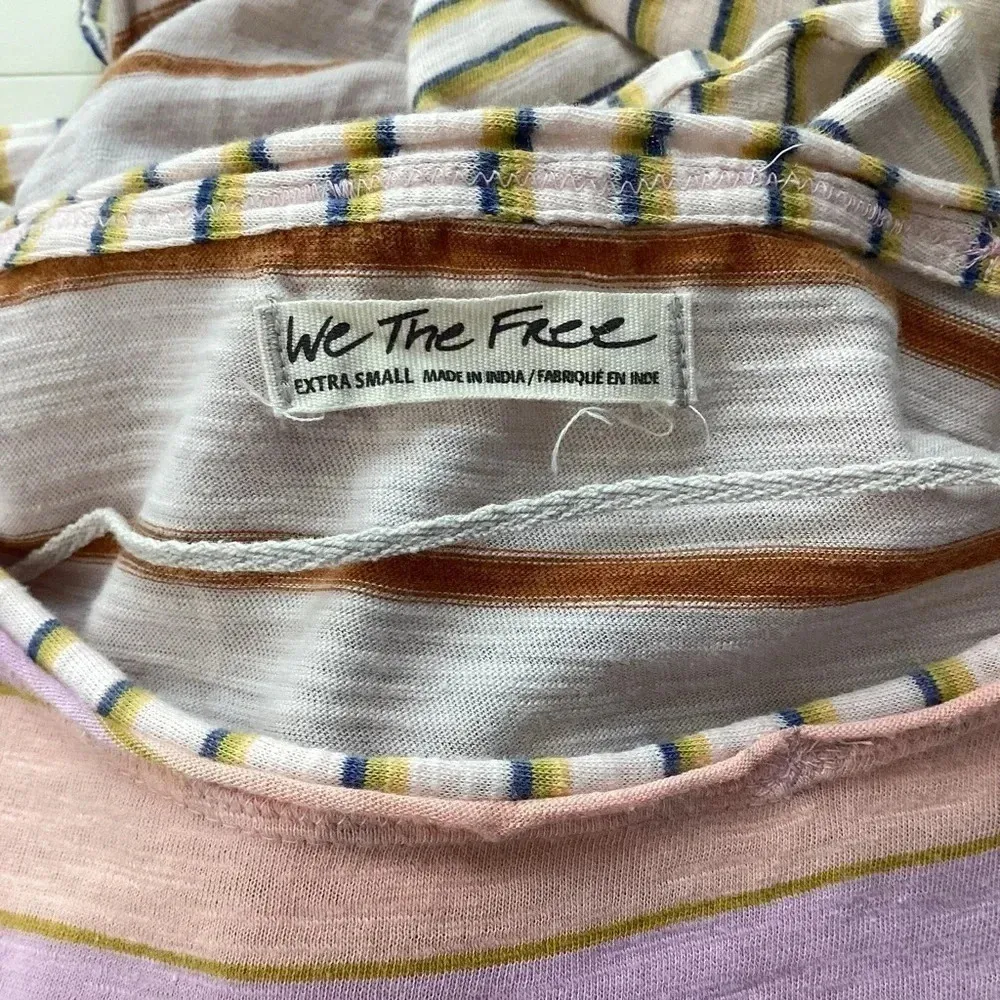 We The Free
EXTRA SMALL MADE IN INDIA / FABRIQUÉ EN INDE